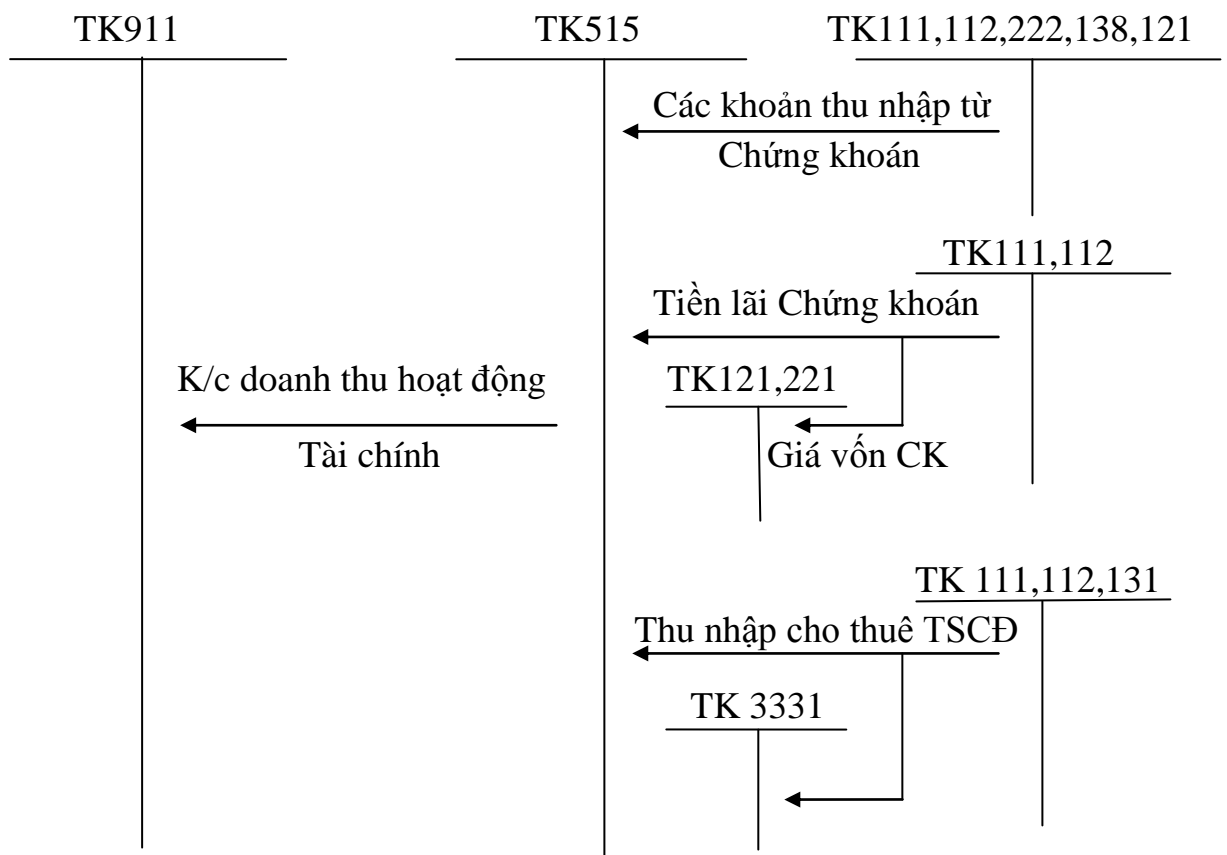 TK911
TK515
TK111,112,222,138,121
Các khoản thu nhập từ
Chứng khoán
TK111,112
Tiền lãi Chứng khoán
TK121,221
K/c doanh thu hoạt động
Tài chính
Giá vốn CK
TK 111,112,131
Thu nhập cho thuê TSCĐ
TK 3331